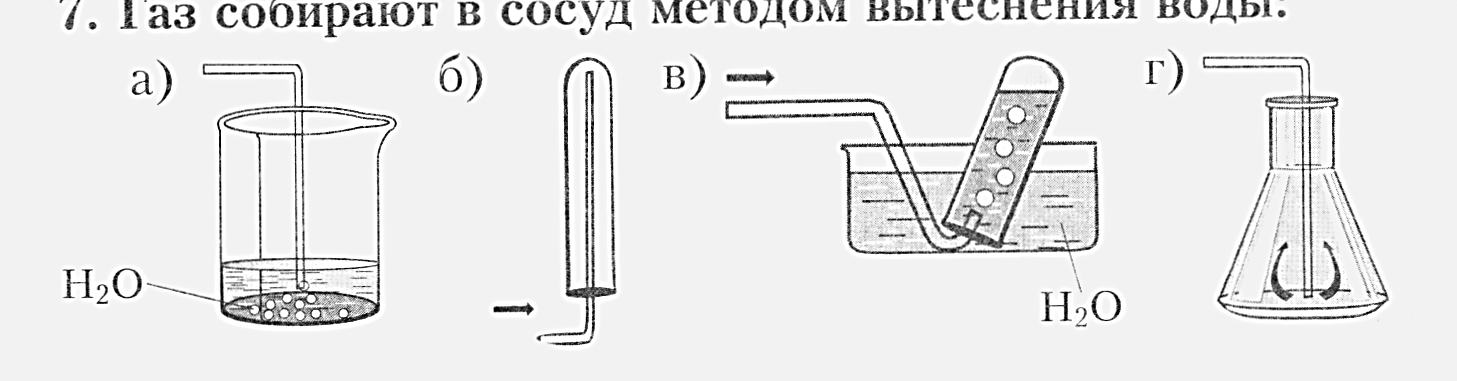 7. Газ собирают в сосуд методом вытеснения воды:
а) б) в) г)
H₂O
H₂O